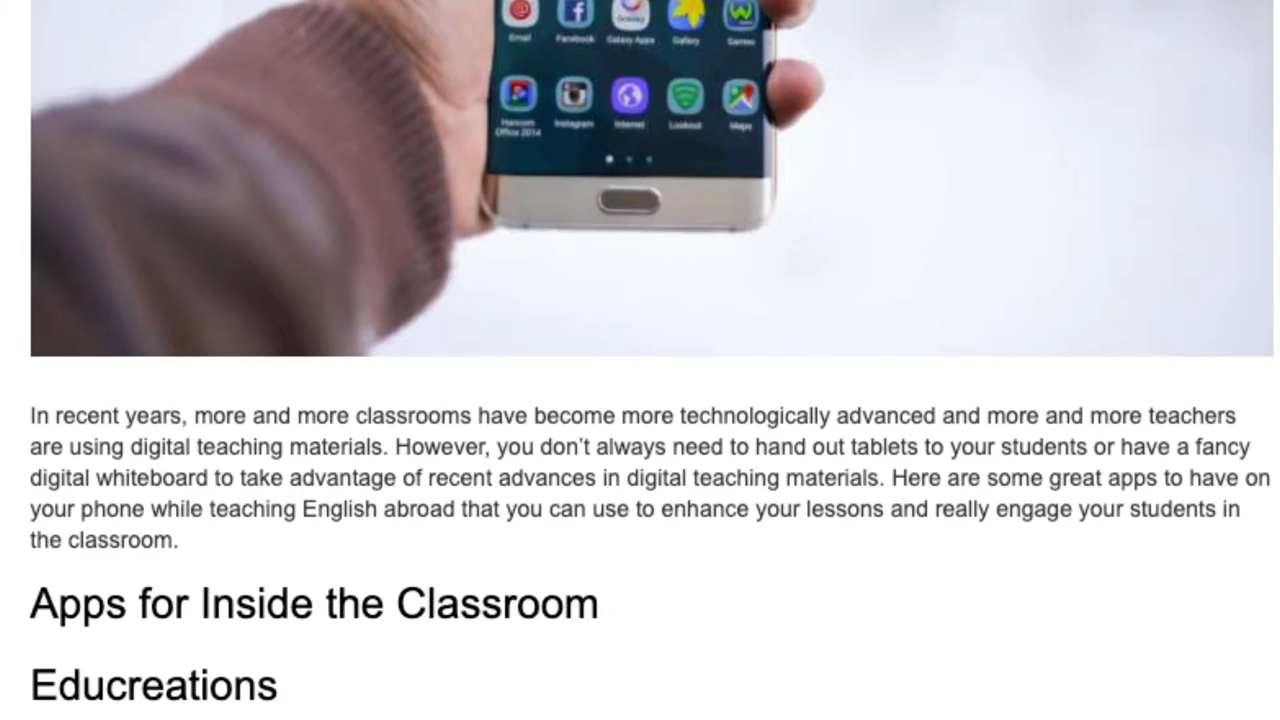 Email Facebook Galaxy Apps Gallery Games
Hancom Instagram Internet Lookout Maps
Office 2014
In recent years, more and more classrooms have become more technologically advanced and more and more teachers
are using digital teaching materials. However, you don’t always need to hand out tablets to your students or have a fancy
digital whiteboard to take advantage of recent advances in digital teaching materials. Here are some great apps to have on
your phone while teaching English abroad that you can use to enhance your lessons and really engage your students in
the classroom.
Apps for Inside the Classroom
Educreations